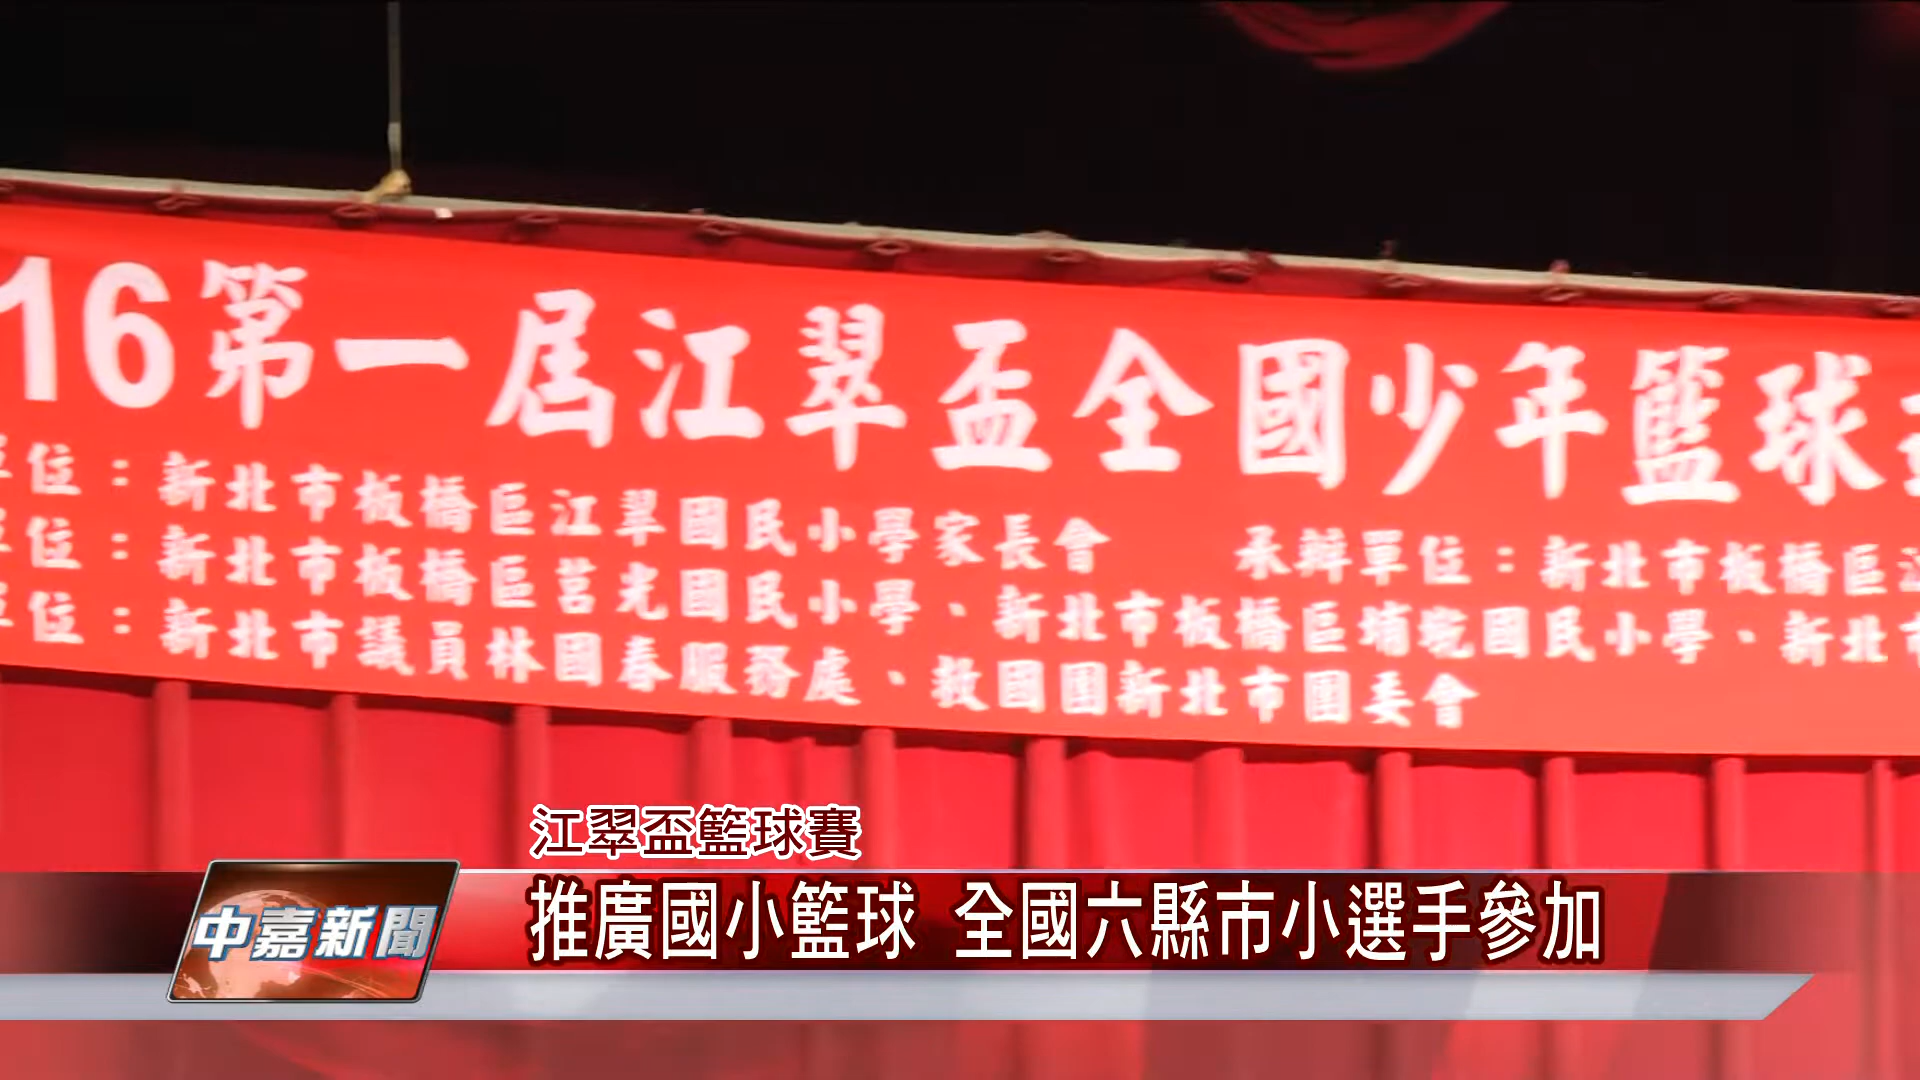 16第一屆江翠盃全國少年籃球
位：新北市板橋區江翠國民小學家長會　承辦單位：新北市板橋區
位：新北市板橋區莒光國民小學、新北市板橋區埔墘國民小學、新北
位：新北市議員林國春服務處、救國團新北市團委會
江翠盃籃球賽
中嘉新聞
推廣國小籃球 全國六縣市小選手參加